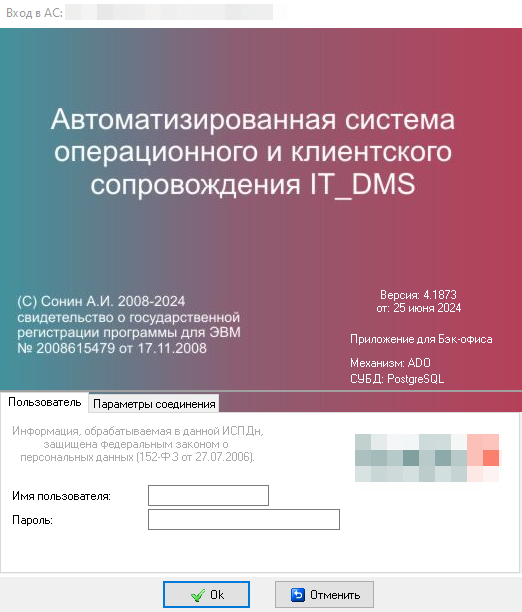 Вход в АС:
Автоматизированная система
операционного и клиентского
сопровождения IT_DMS
(С) Сонин А.И. 2008-2024
свидетельство о государственной
регистрации программы для ЭВМ
№ 2008615479 от 17.11.2008
Версия: 4.1873
от: 25 июня 2024
Приложение для Бэк-офиса
Механизм: ADO
СУБД: PostgreSQL
Пользователь
Параметры соединения
Информация, обрабатываемая в данной ИСПДн,
защищена Федеральным законом о
персональных данных (152-ФЗ от 27.07.2006).
Имя пользователя:
Пароль:
Ok
Отменить